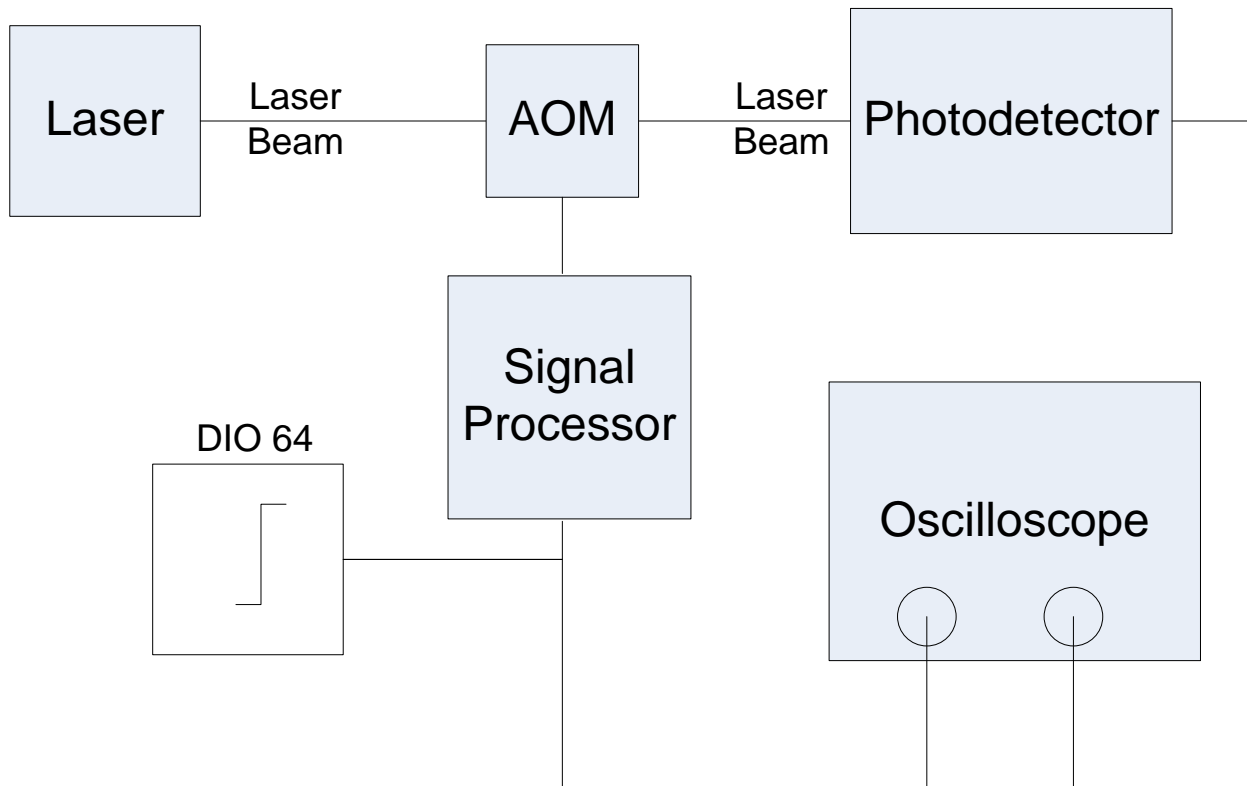 Laser
Laser
Beam
AOM
Laser
Beam
Photodetector
Signal
Processor
DIO 64
Oscilloscope